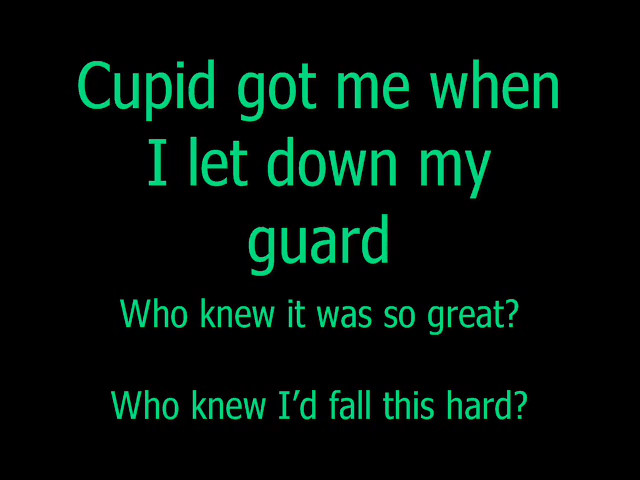 Cupid got me when
I let down my
guard
Who knew it was so great?
Who knew I’d fall this hard?